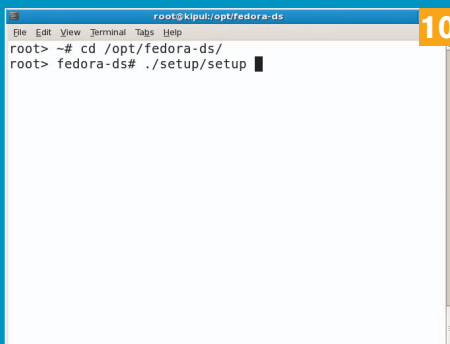 root@kipul:/opt/fedora-ds
10
File Edit View Terminal Tabs Help
root> ~# cd /opt/fedora-ds/
root> fedora-ds# ./setup/setup